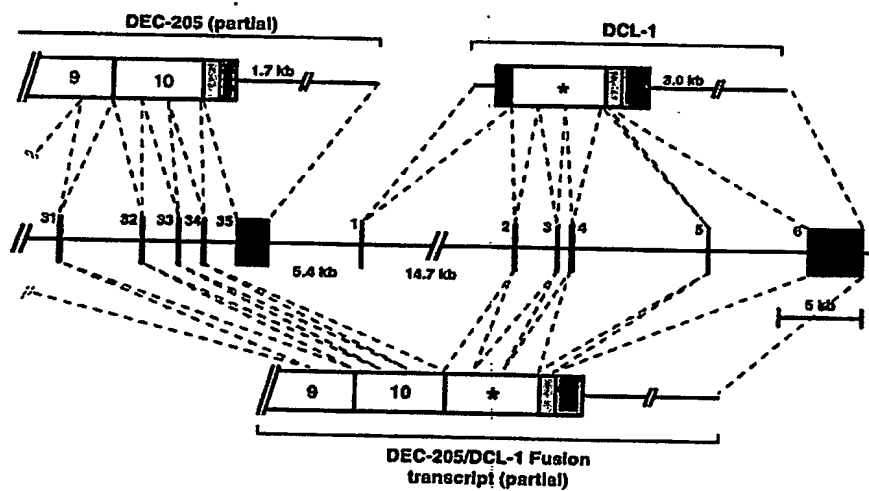 DEC-205 (partial)
DCL-1
9
10
1.7 kb
*
3.0 kb
31
32
33
34
35
1
2
3
4
5
6
5.4 kb
14.7 kb
5 kb
9
10
*
DEC-205/DCL-1 Fusion
transcript (partial)